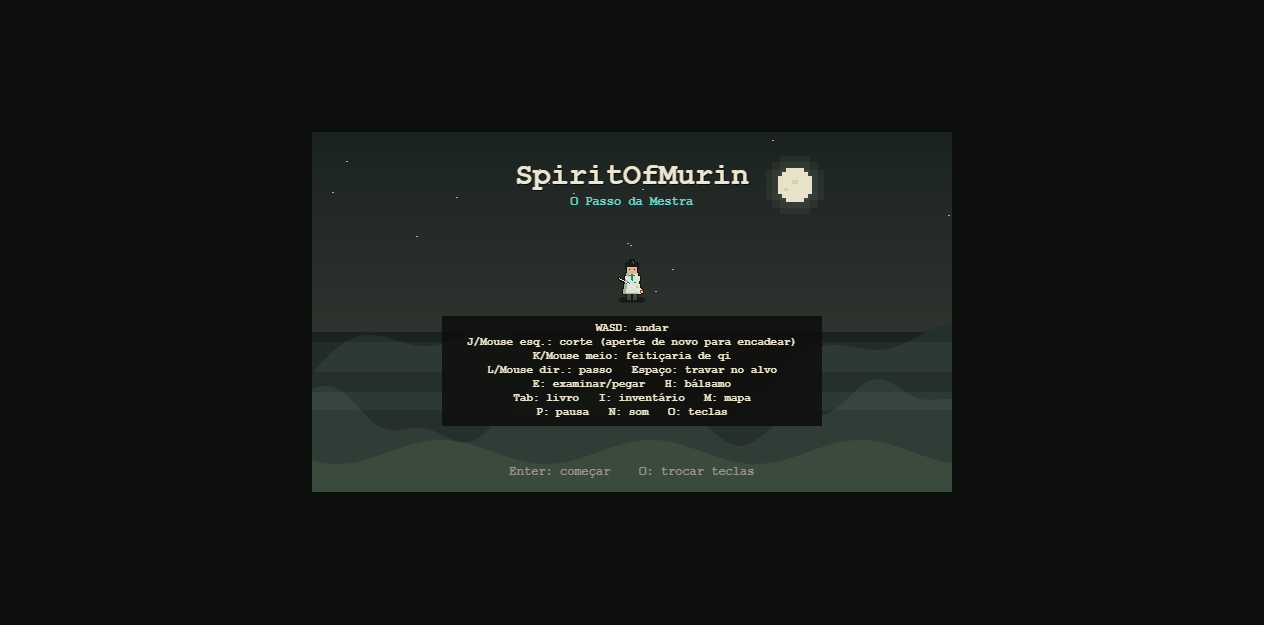 SpiritOfMurin
O Passo da Mestra
WASD: andar
J/Mouse esq.: corte (aperte de novo para encadear)
K/Mouse meio: feitiçaria de qi
L/Mouse dir.: passo   Espaço: travar no alvo
E: examinar/pegar   H: bálsamo
Tab: livro   I: inventário   M: mapa
P: pausa   N: som   O: teclas
Enter: começar   O: trocar teclas